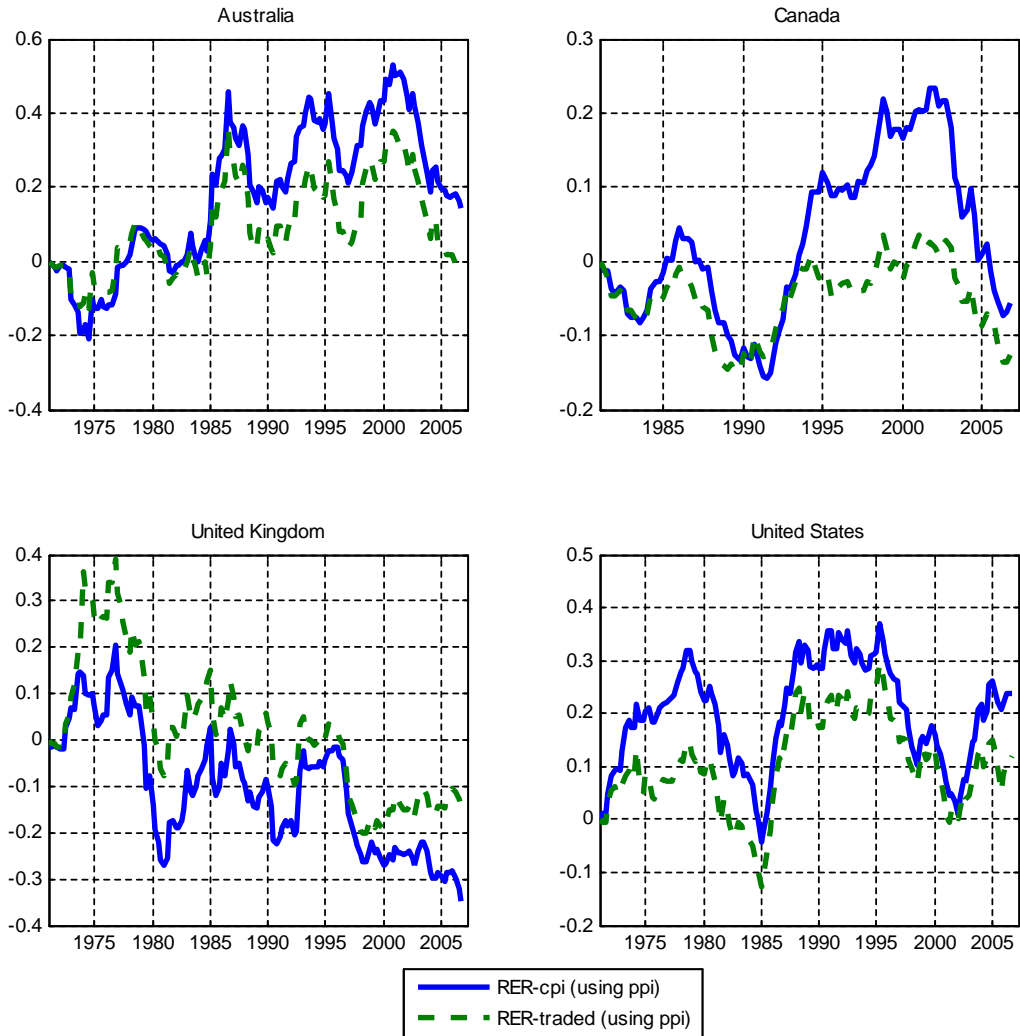 Australia
0.6
0.4
0.2
0
-0.2
-0.4
1975 1980 1985 1990 1995 2000 2005
Canada
0.3
0.2
0.1
0
-0.1
-0.2
1985 1990 1995 2000 2005
United Kingdom
0.4
0.3
0.2
0.1
0
-0.1
-0.2
-0.3
-0.4
1975 1980 1985 1990 1995 2000 2005
United States
0.5
0.4
0.3
0.2
0.1
0
-0.1
-0.2
1975 1980 1985 1990 1995 2000 2005
RER-cpi (using ppi)
RER-traded (using ppi)